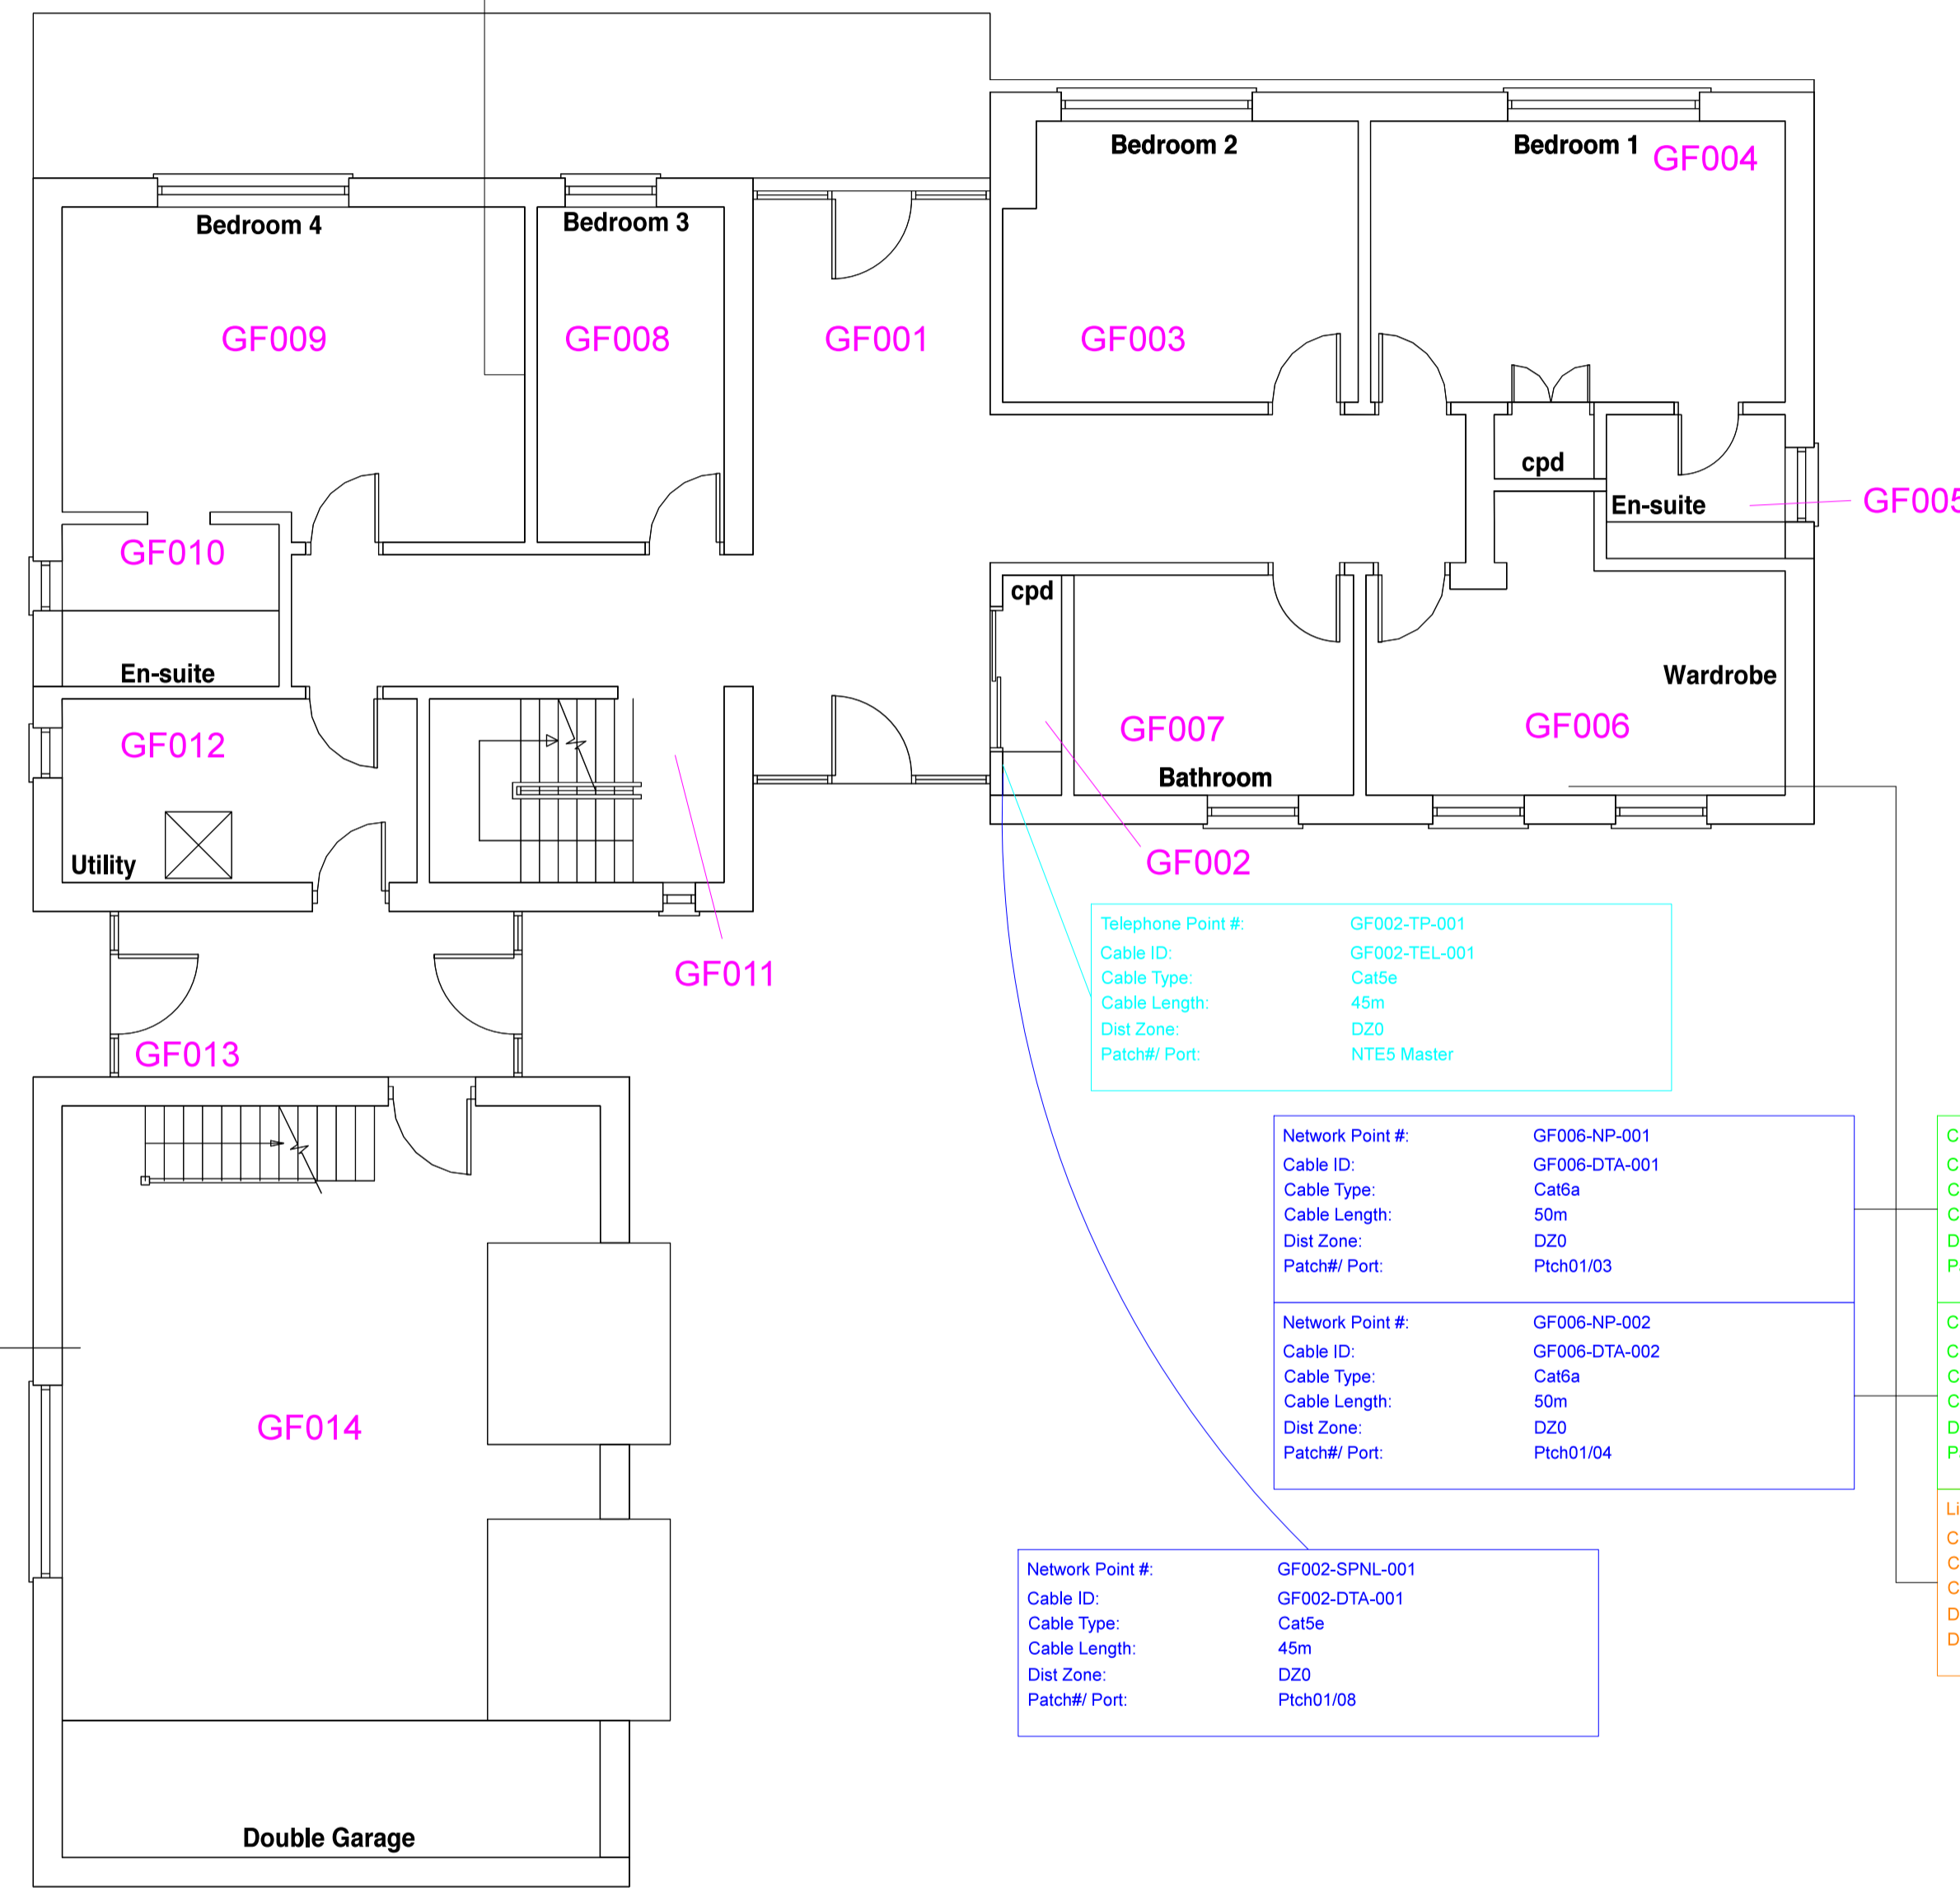 Bedroom 2
Bedroom 1
GF004
Bedroom 4
Bedroom 3
GF009
GF008
GF001
GF003
cpd
En-suite
GF005
GF010
cpd
En-suite
Wardrobe
GF012
GF007
GF006
Bathroom
Utility
GF002
GF011
GF013
Telephone Point #: GF002-TP-001
Cable ID: GF002-TEL-001
Cable Type: Cat5e
Cable Length: 45m
Dist Zone: DZ0
Patch#/ Port: NTE5 Master
Network Point #: GF006-NP-001
Cable ID: GF006-DTA-001
Cable Type: Cat6a
Cable Length: 50m
Dist Zone: DZ0
Patch#/ Port: Ptch01/03
Network Point #: GF006-NP-002
Cable ID: GF006-DTA-002
Cable Type: Cat6a
Cable Length: 50m
Dist Zone: DZ0
Patch#/ Port: Ptch01/04
GF014
Network Point #: GF002-SPNL-001
Cable ID: GF002-DTA-001
Cable Type: Cat5e
Cable Length: 45m
Dist Zone: DZ0
Patch#/ Port: Ptch01/08
Double Garage